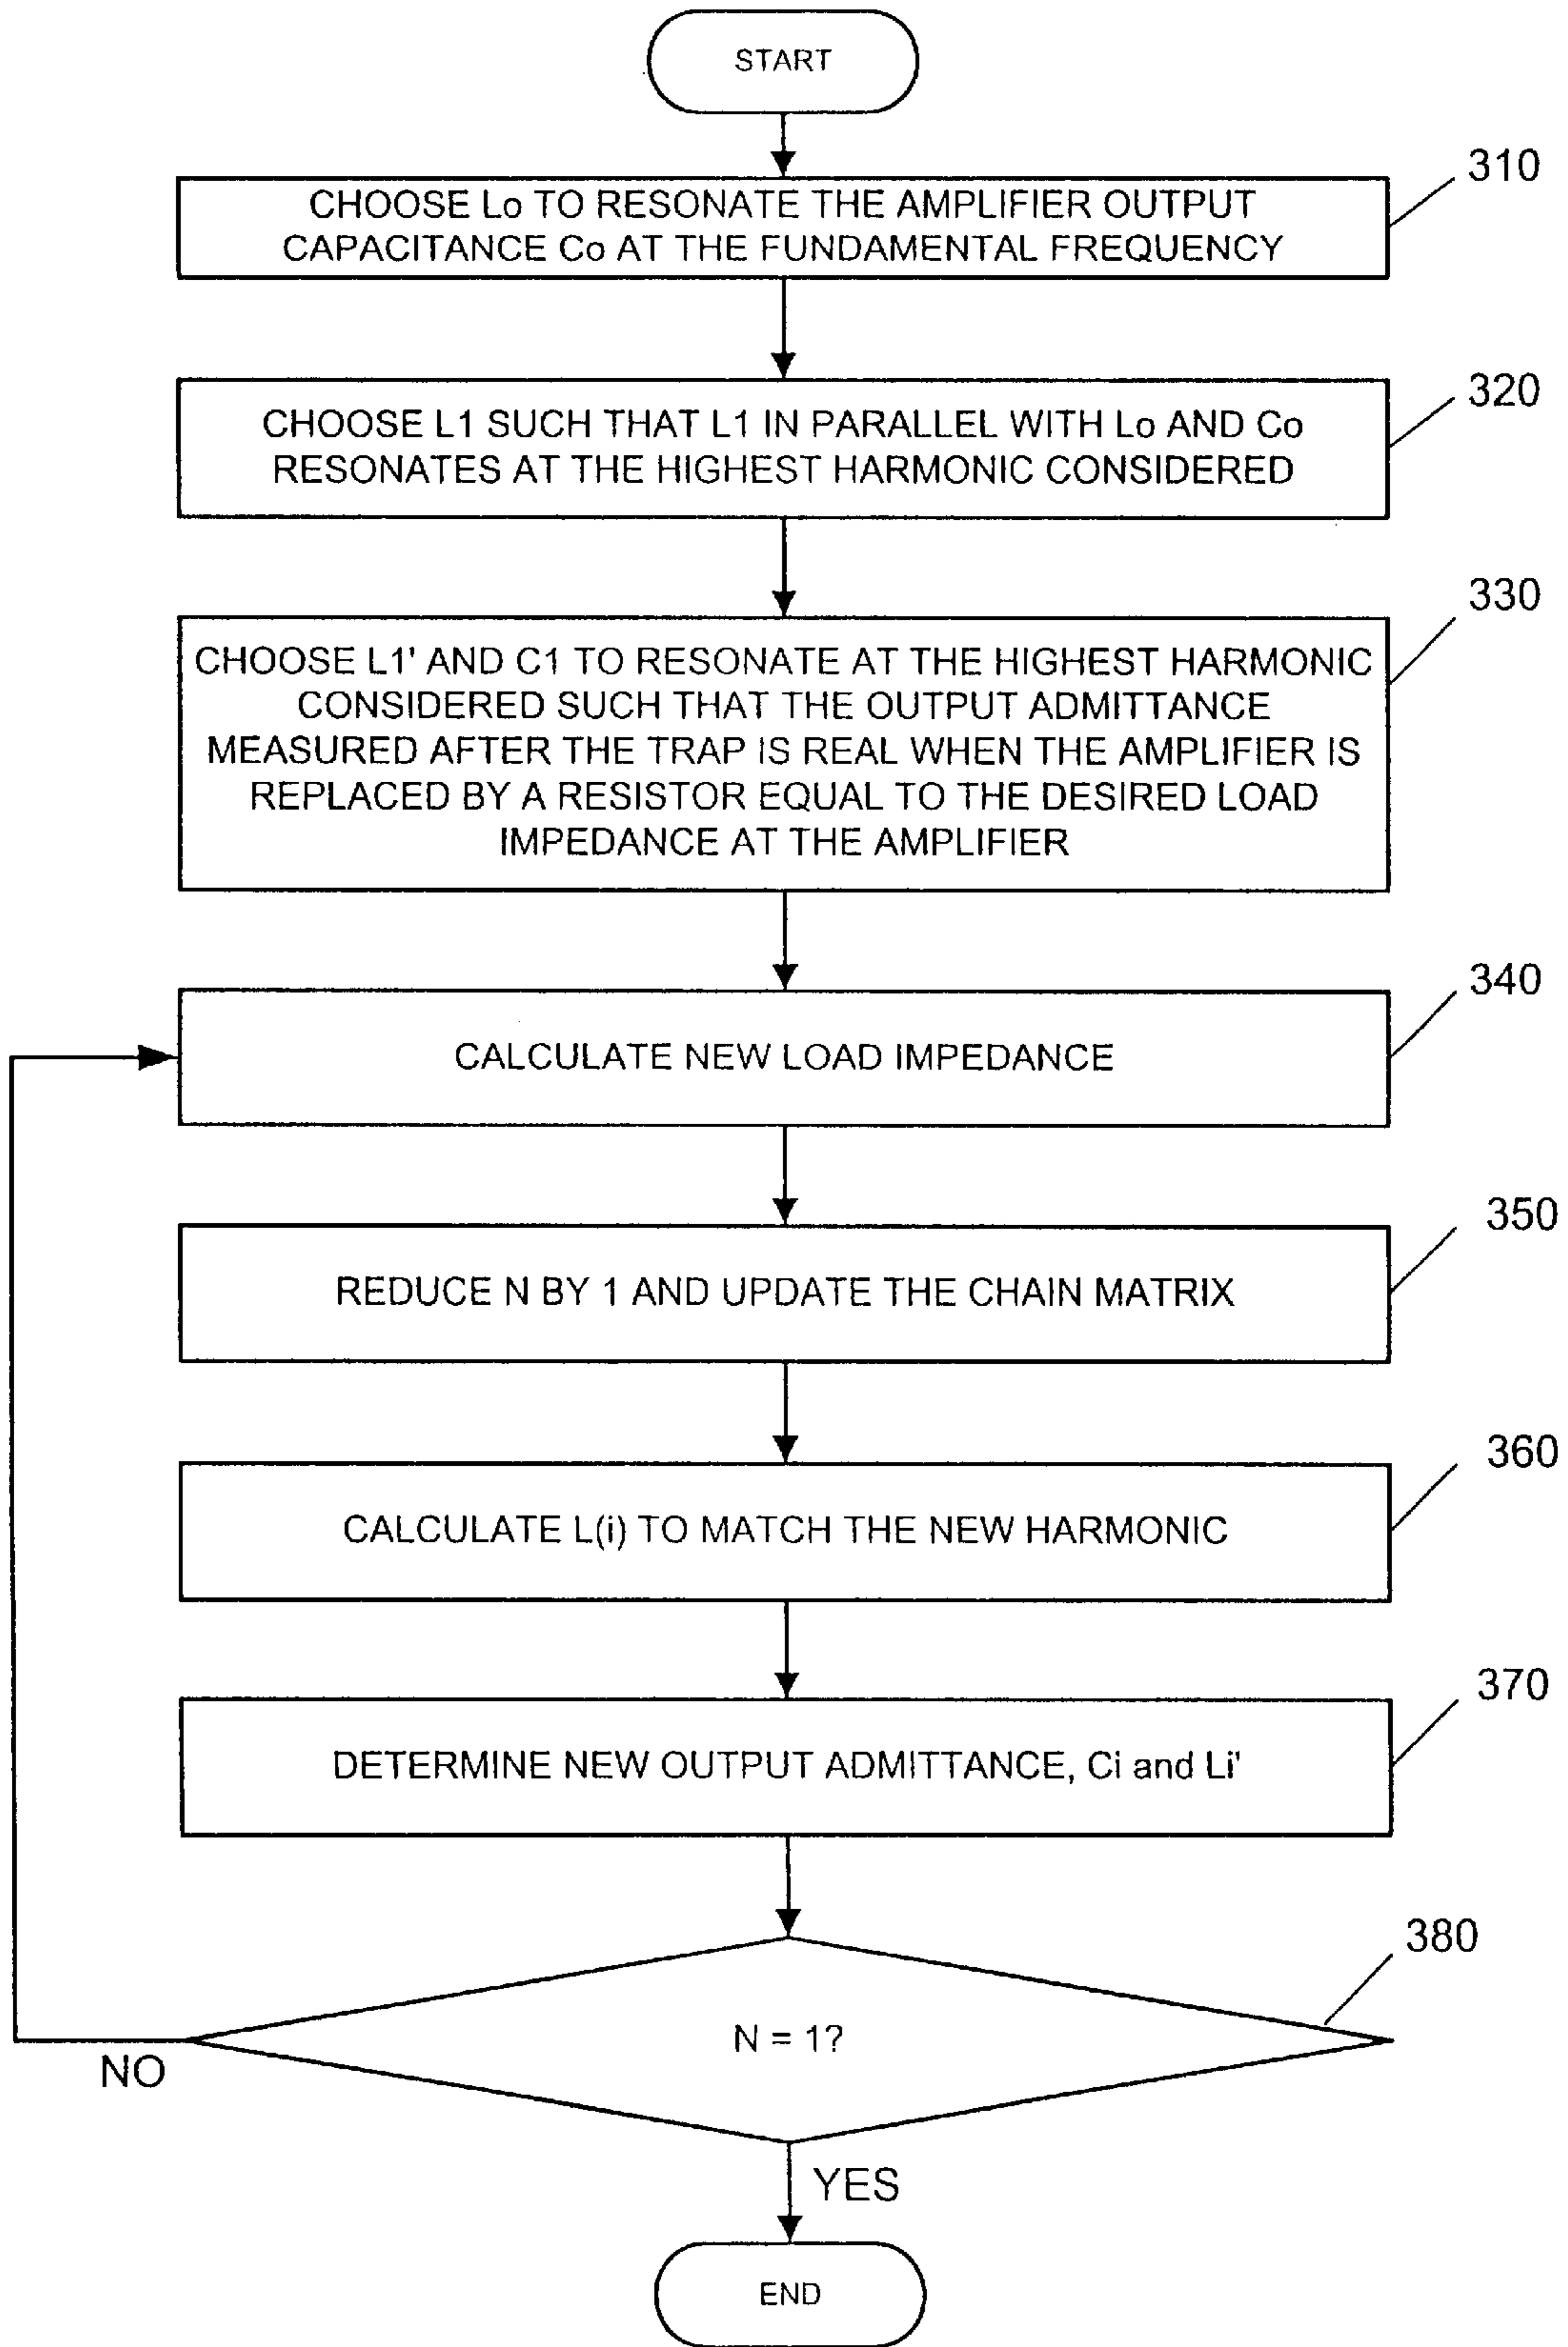 START
310
CHOOSE Lo TO RESONATE THE AMPLIFIER OUTPUT
CAPACITANCE Co AT THE FUNDAMENTAL FREQUENCY
320
CHOOSE L1 SUCH THAT L1 IN PARALLEL WITH Lo AND Co
RESONATES AT THE HIGHEST HARMONIC CONSIDERED
330
CHOOSE L1' AND C1 TO RESONATE AT THE HIGHEST HARMONIC
CONSIDERED SUCH THAT THE OUTPUT ADMITTANCE
MEASURED AFTER THE TRAP IS REAL WHEN THE AMPLIFIER IS
REPLACED BY A RESISTOR EQUAL TO THE DESIRED LOAD
IMPEDANCE AT THE AMPLIFIER
340
CALCULATE NEW LOAD IMPEDANCE
350
REDUCE N BY 1 AND UPDATE THE CHAIN MATRIX
360
CALCULATE L(i) TO MATCH THE NEW HARMONIC
370
DETERMINE NEW OUTPUT ADMITTANCE, Ci and Li'
380
N = 1?
NO
YES
END